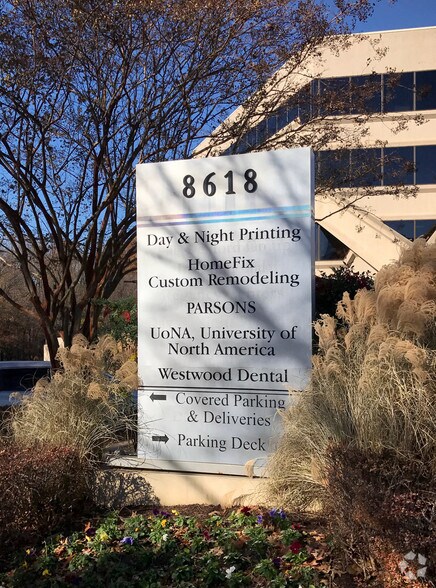 8618
Day & Night Printing
HomeFix
Custom Remodeling
PARSONS
UoNA, University of
North America
Westwood Dental
Covered Parking
& Deliveries
Parking Deck